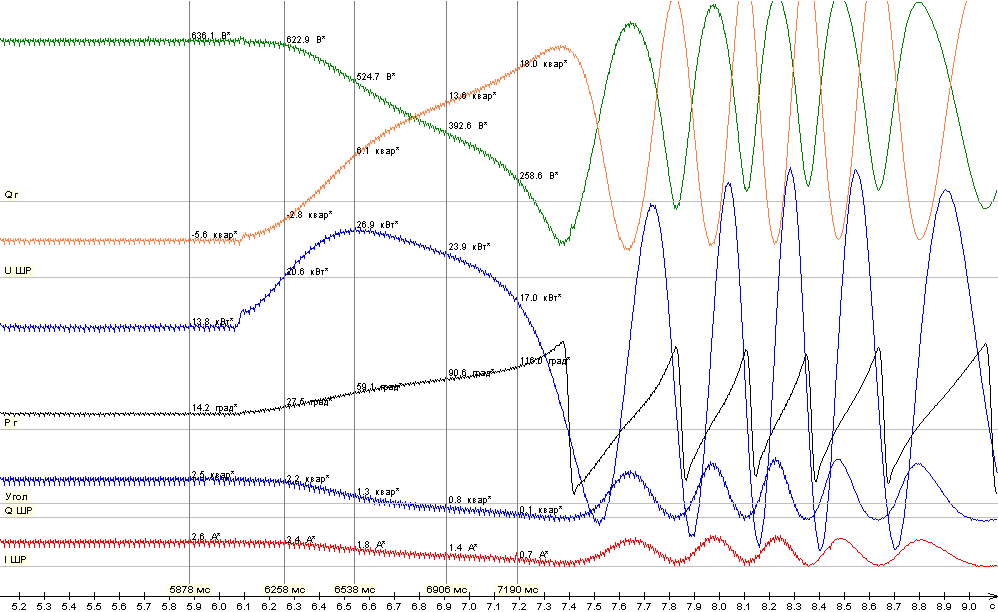 636.1 В*
622.9 В*
524.7 В*
392.6 В*
258.6 В*
18.0 квар*
13.6 квар*
6.1 квар*
-2.8 квар*
-5.6 квар*
Q г
U ШР
26.9 кВт*
23.9 кВт*
20.6 кВт*
17.0 кВт*
13.8 кВт*
116.0 град*
90.6 град*
59.1 град*
27.5 град*
14.2 град*
Р г
2.5 квар*
2.2 квар*
1.3 квар*
0.8 квар*
0.1 квар*
Угол
Q ШР
2.6 А*
2.4 А*
1.8 А*
1.4 А*
0.7 А*
I ШР
5878 мс 6258 мс 6538 мс 6906 мс 7190 мс
5.2 5.3 5.4 5.5 5.6 5.7 5.8 5.9 6.0 6.1 6.2 6.3 6.4 6.5 6.6 6.7 6.8 6.9 7.0 7.1 7.2 7.3 7.4 7.5 7.6 7.7 7.8 7.9 8.0 8.1 8.2 8.3 8.4 8.5 8.6 8.7 8.8 8.9 9.0